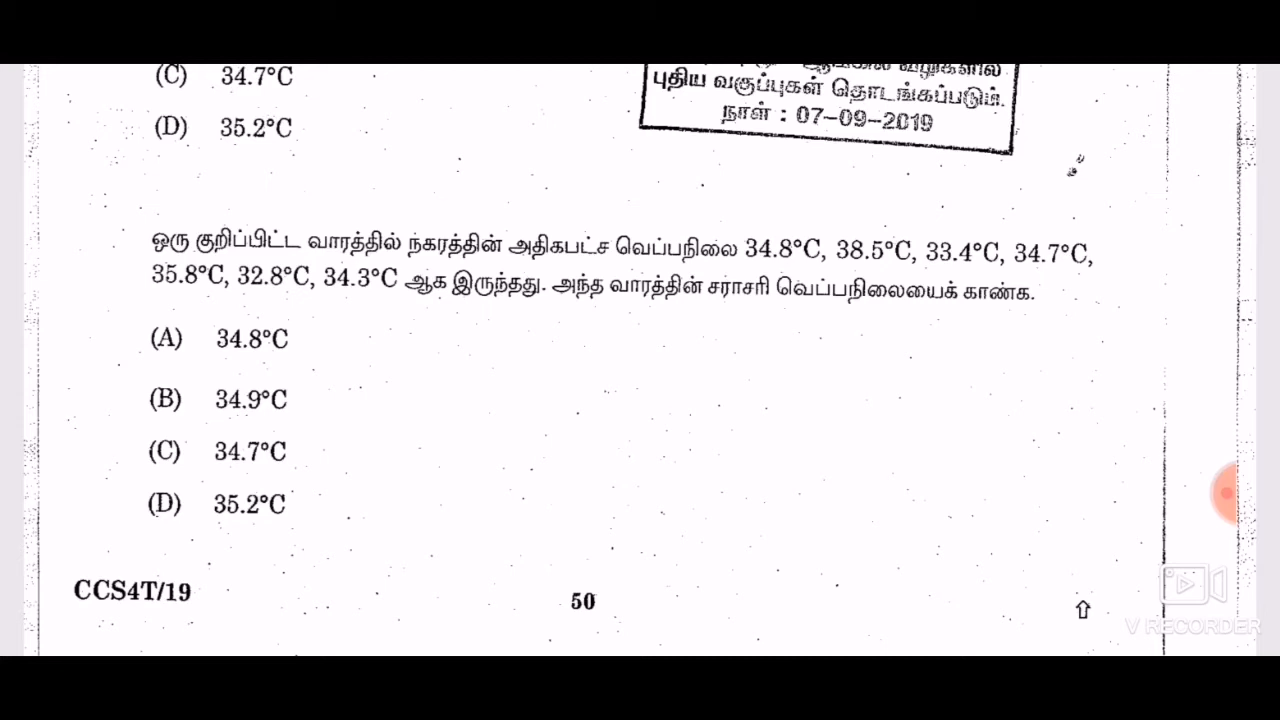 (C) 34.7°C
(D) 35.2°C
புதிய வகுப்புகள் தொடங்கப்படும்.
நாள் : 07-09-2019
ஒரு குறிப்பிட்ட வாரத்தில் நகரத்தின் அதிகபட்ச வெப்பநிலை 34.8°C, 38.5°C, 33.4°C, 34.7°C,
35.8°C, 32.8°C, 34.3°C ஆக இருந்தது. அந்த வாரத்தின் சராசரி வெப்பநிலையைக் காண்க.
(A) 34.8°C
(B) 34.9°C
(C) 34.7°C
(D) 35.2°C
CCS4T/19
50
V RECORDER